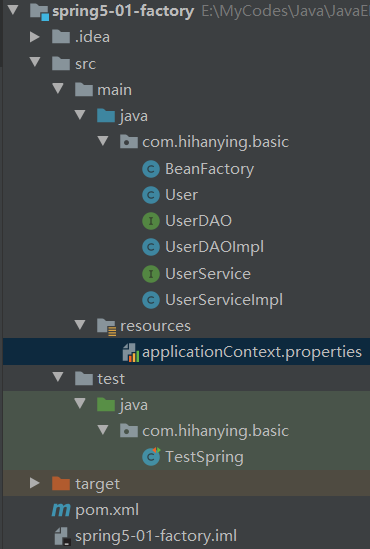 spring5-01-factory E:\MyCodes\Java\JavaE
.idea
src
main
java
com.hihanying.basic
BeanFactory
User
UserDAO
UserDAOImpl
UserService
UserServiceImpl
resources
applicationContext.properties
test
java
com.hihanying.basic
TestSpring
target
pom.xml
spring5-01-factory.iml